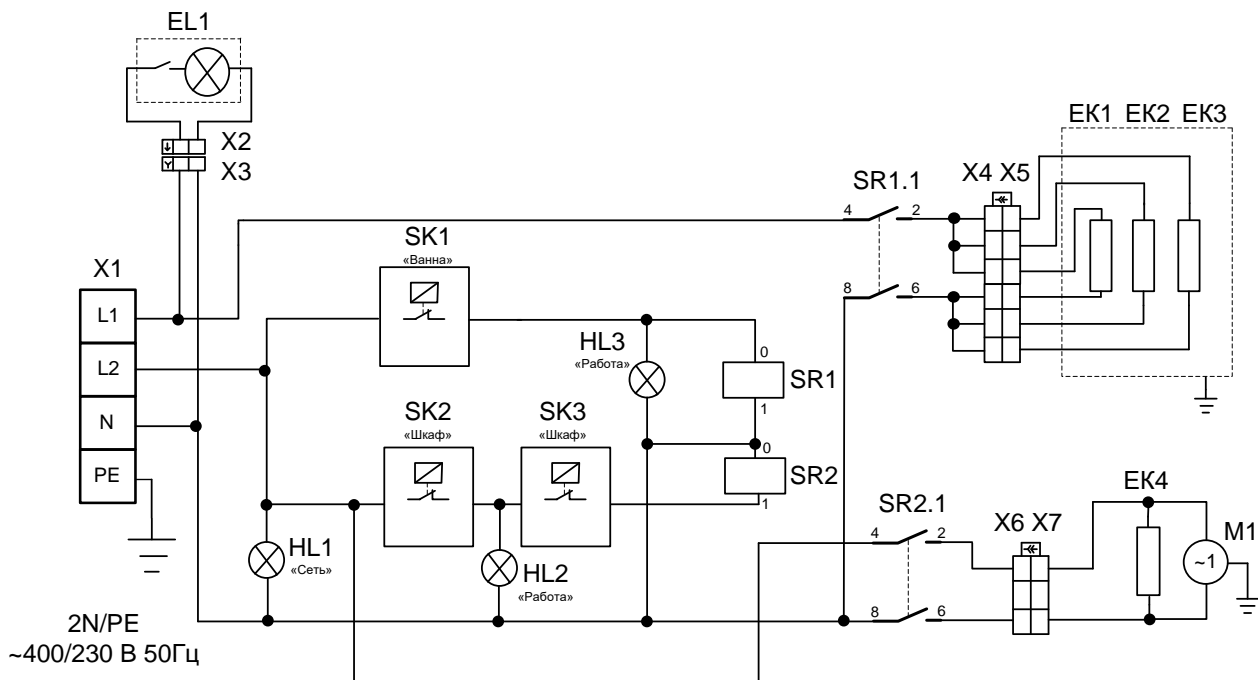 EL1
X2
X3
EK1 EK2 EK3
X4 X5
SR1.1
4
2
8
6
SK1
«Ванна»
X1
L1
L2
N
PE
HL3
«Работа»
0
SR1
1
SK2
«Шкаф»
SK3
«Шкаф»
0
SR2
1
HL1
«Сеть»
HL2
«Работа»
SR2.1
4
2
8
6
X6 X7
EK4
M1
~1
2N/PE
~400/230 В 50Гц